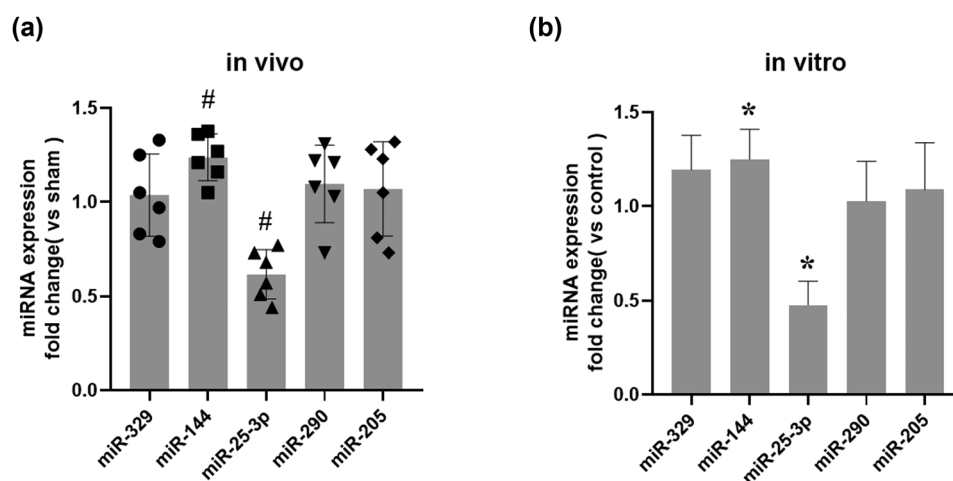 (a)
in vivo
miRNA expression
fold change( vs sham )
1.5
1.0
0.5
0.0
#
#
miR-329
miR-144
miR-25-3p
miR-290
miR-205
(b)
in vitro
miRNA expression
fold change( vs control )
1.5
1.0
0.5
0.0
*
*
miR-329
miR-144
miR-25-3p
miR-290
miR-205